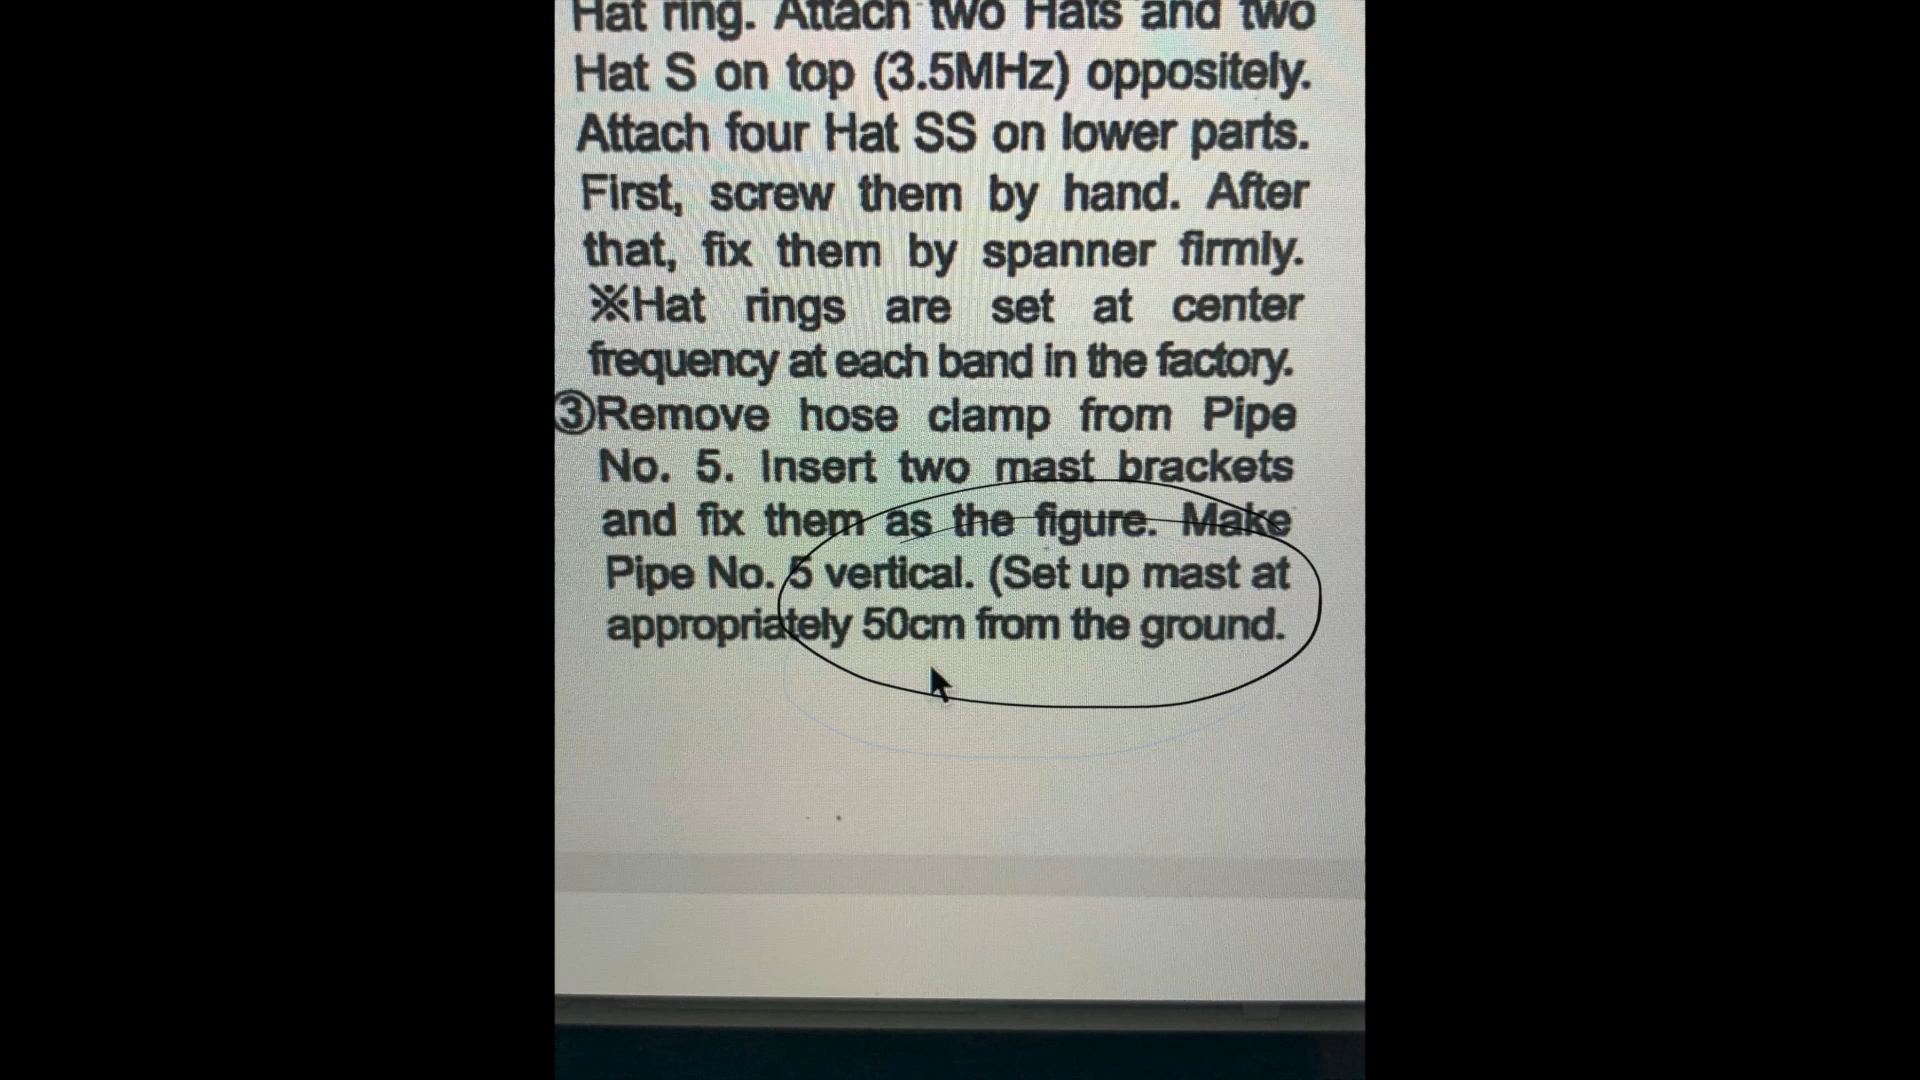 Hat ring. Attach two Hats and two
Hat S on top (3.5MHz) oppositely.
Attach four Hat SS on lower parts.
First, screw them by hand. After
that, fix them by spanner firmly.
※Hat rings are set at center
frequency at each band in the factory.
③Remove hose clamp from Pipe
No. 5. Insert two mast brackets
and fix them as the figure. Make
Pipe No. 5 vertical. (Set up mast at
appropriately 50cm from the ground.